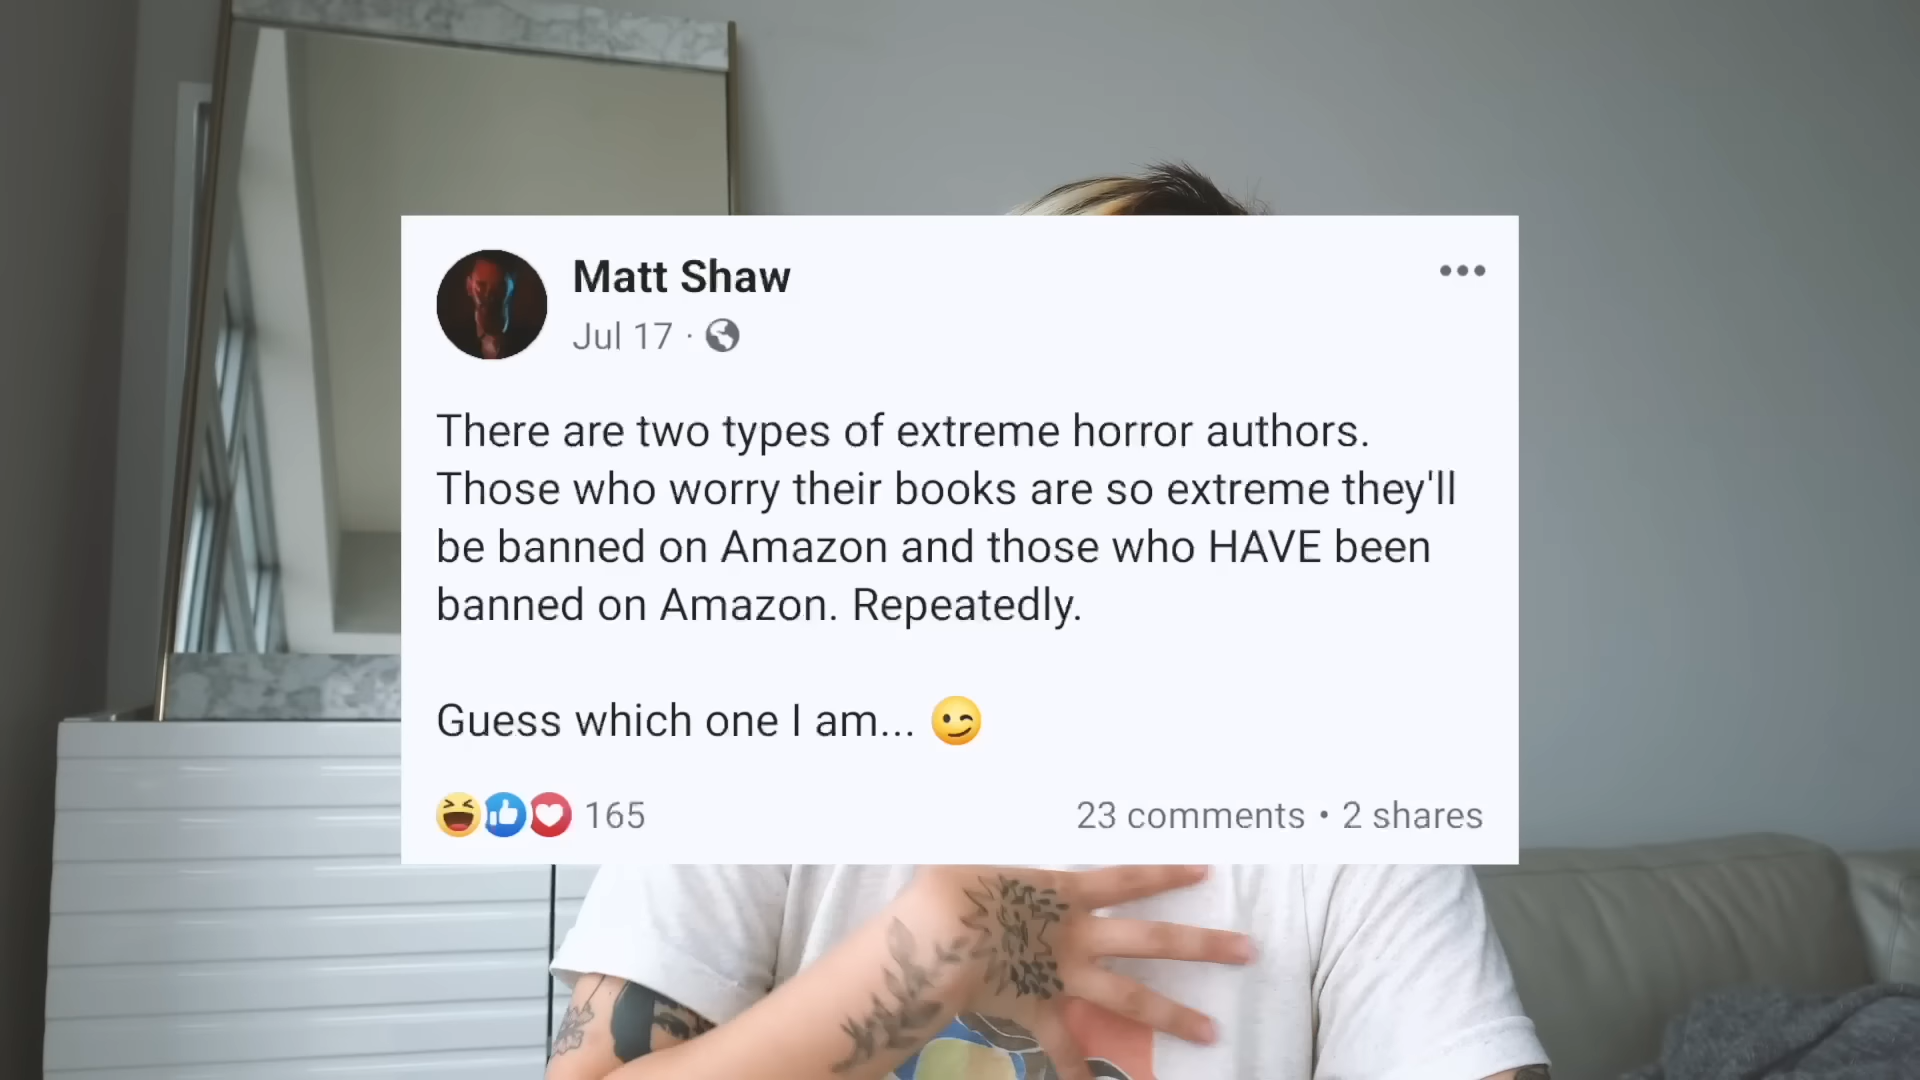 Matt Shaw
Jul 17 ·
There are two types of extreme horror authors.
Those who worry their books are so extreme they'll
be banned on Amazon and those who HAVE been
banned on Amazon. Repeatedly.
Guess which one I am... 😉
165
23 comments • 2 shares